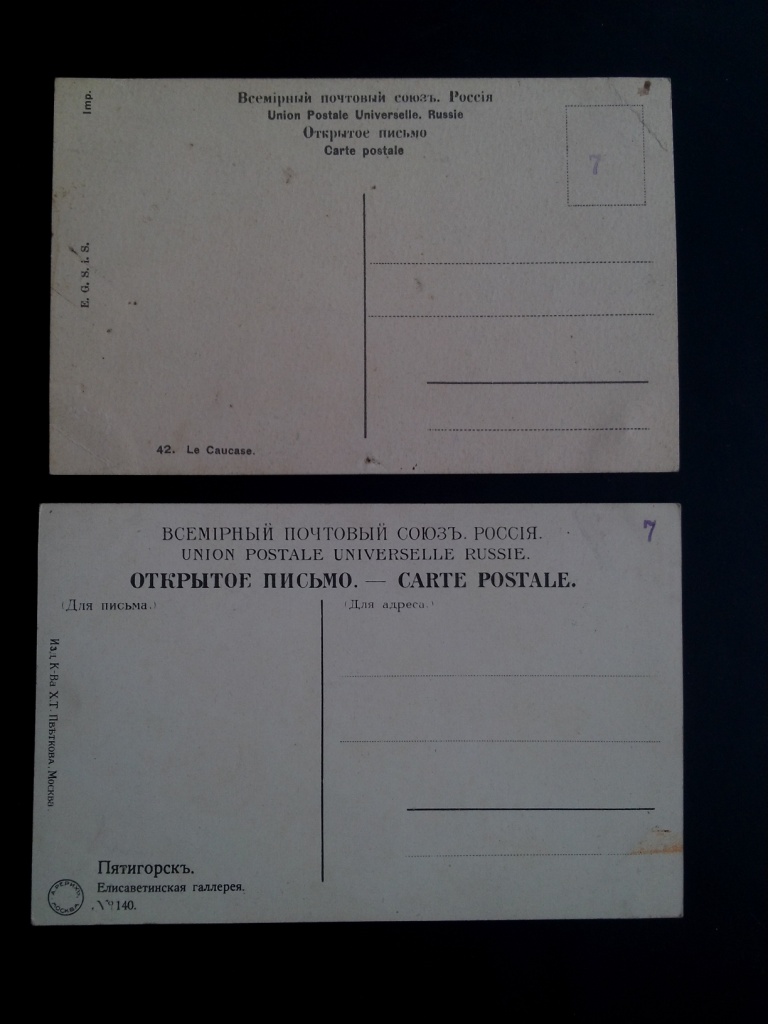 Imp.
Всемірный почтовый союзъ. Россія
Union Postale Universelle. Russie
Открытое письмо
Carte postale
7
E. G. S. i. S.
42. Le Caucase.
ВСЕМІРНЫЙ ПОЧТОВЫЙ СОЮЗЪ. РОССІЯ.
UNION POSTALE UNIVERSELLE RUSSIE.
7
ОТКРЫТОЕ ПИСЬМО. — CARTE POSTALE.
(Для письма.)
(Для адреса.)
Изд. К-ва Х.Т. Цвѣткова, Москва.
Пятигорскъ.
Елисаветинская галлерея.
№ 140.
МОСКВА